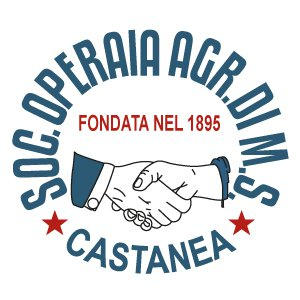 SOC. OPERAIA AGR. DI M. S.
FONDATA NEL 1895
CASTANEA